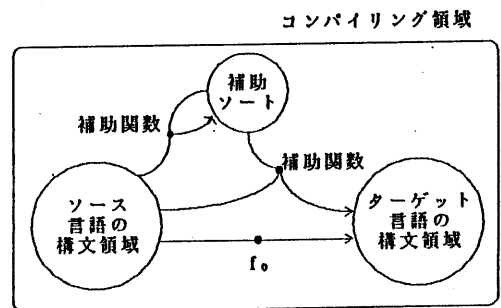 コンパイリング領域
補助
ソート
補助関数
補助関数
ソース
言語の
構文領域
ターゲット
言語の
構文領域
f₀